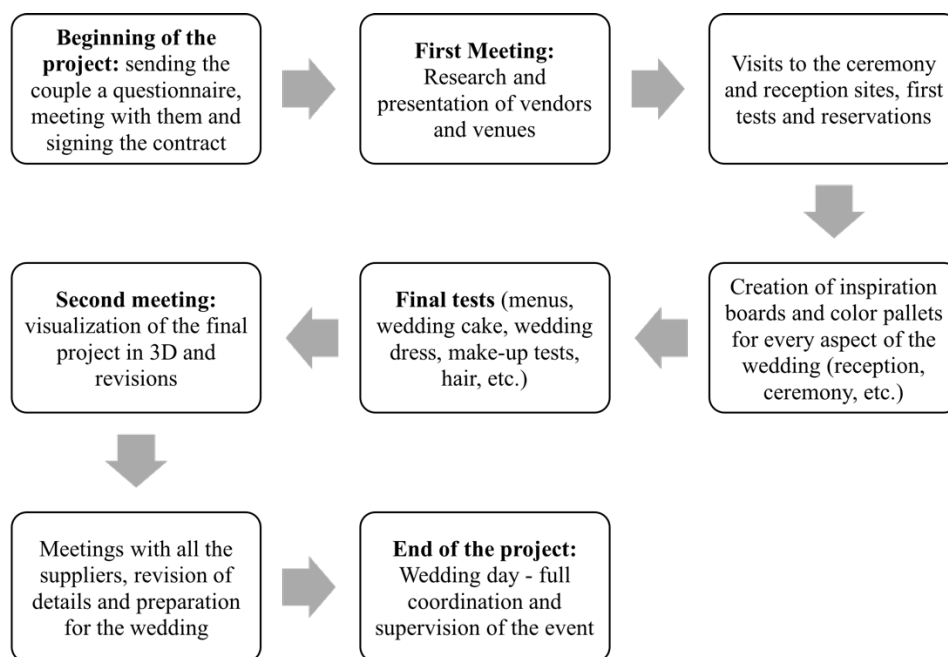 Beginning of the
project: sending the
couple a questionnaire,
meeting with them and
signing the contract
First Meeting:
Research and
presentation of vendors
and venues
Visits to the ceremony
and reception sites, first
tests and reservations
Creation of inspiration
boards and color pallets
for every aspect of the
wedding (reception,
ceremony, etc.)
Final tests (menus,
wedding cake, wedding
dress, make-up tests,
hair, etc.)
Second meeting:
visualization of the final
project in 3D and
revisions
Meetings with all the
suppliers, revision of
details and preparation
for the wedding
End of the project:
Wedding day - full
coordination and
supervision of the event